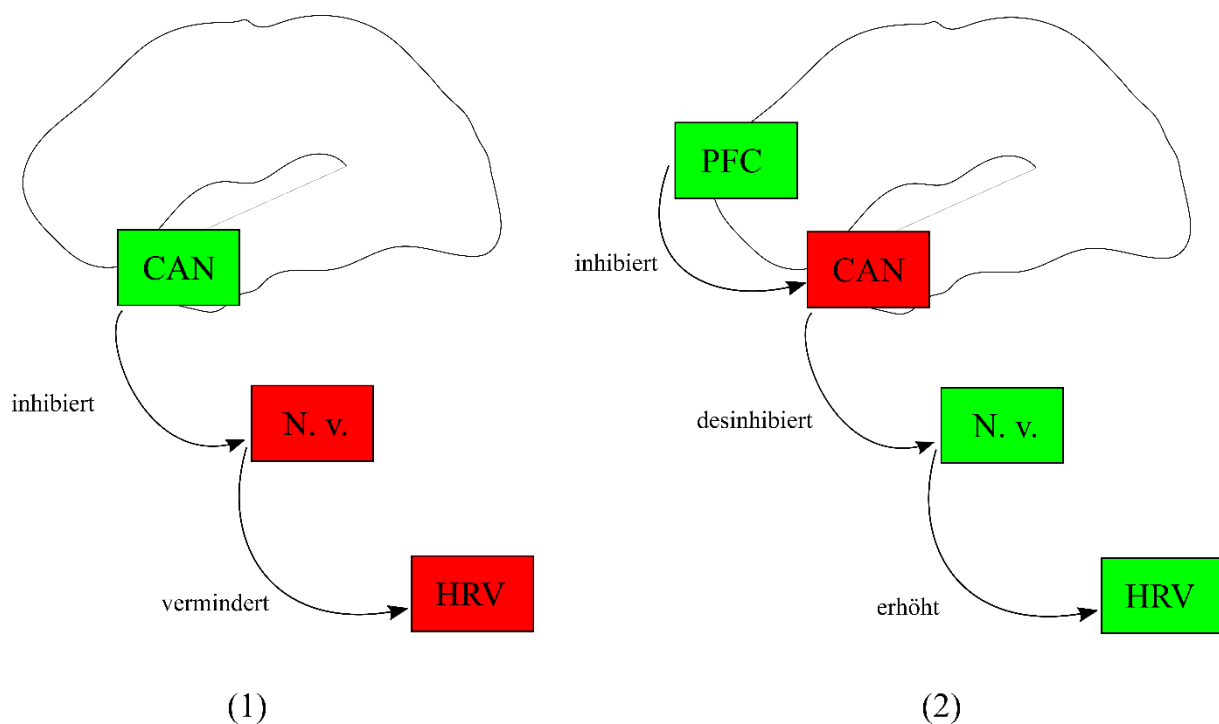 CAN
inhibiert
N. v.
vermindert
HRV
(1)
PFC
inhibiert
CAN
desinhibiert
N. v.
erhöht
HRV
(2)